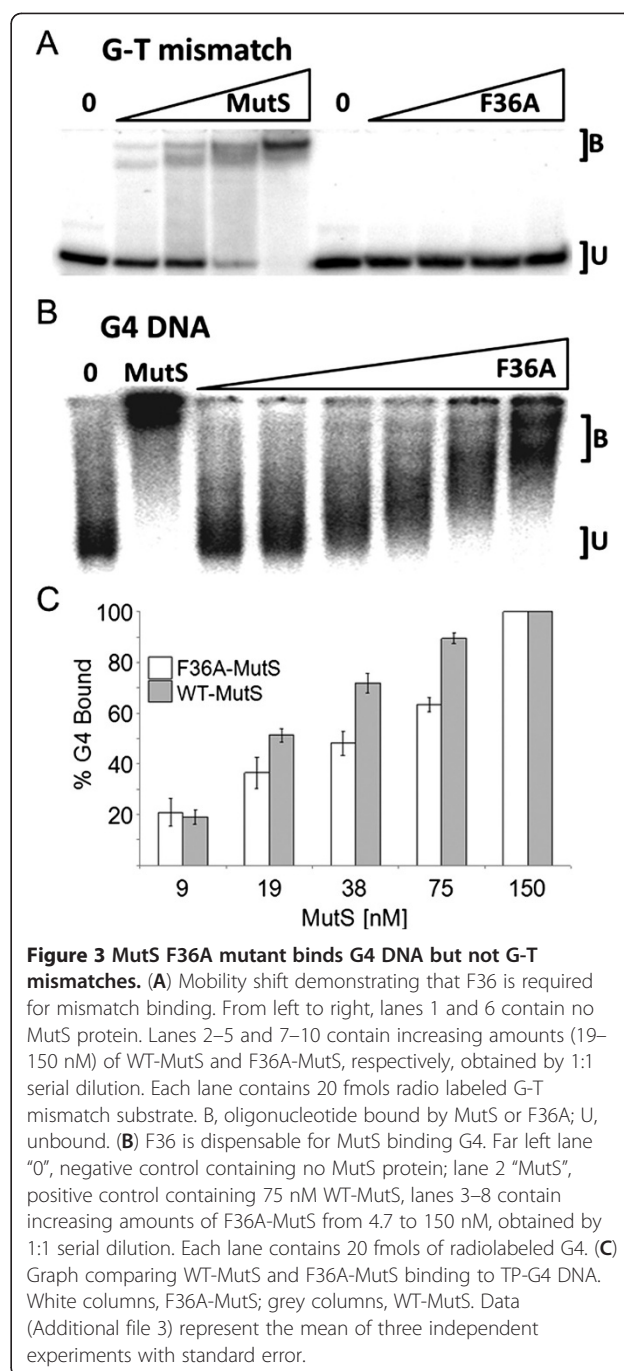 A
G-T mismatch
0 MutS 0 F36A
]B
]U
B
G4 DNA
0 MutS F36A
B
]U
C
100
80
60
40
20
% G4 Bound
F36A-MutS
WT-MutS
9 19 38 75 150
MutS [nM]
Figure 3 MutS F36A mutant binds G4 DNA but not G-T
mismatches. (A) Mobility shift demonstrating that F36 is required
for mismatch binding. From left to right, lanes 1 and 6 contain no
MutS protein. Lanes 2–5 and 7–10 contain increasing amounts (19–
150 nM) of WT-MutS and F36A-MutS, respectively, obtained by 1:1
serial dilution. Each lane contains 20 fmols radio labeled G-T
mismatch substrate. B, oligonucleotide bound by MutS or F36A; U,
unbound. (B) F36 is dispensable for MutS binding G4. Far left lane
"0", negative control containing no MutS protein; lane 2 "MutS",
positive control containing 75 nM WT-MutS, lanes 3–8 contain
increasing amounts of F36A-MutS from 4.7 to 150 nM, obtained by
1:1 serial dilution. Each lane contains 20 fmols of radiolabeled G4. (C)
Graph comparing WT-MutS and F36A-MutS binding to TP-G4 DNA.
White columns, F36A-MutS; grey columns, WT-MutS. Data
(Additional file 3) represent the mean of three independent
experiments with standard error.